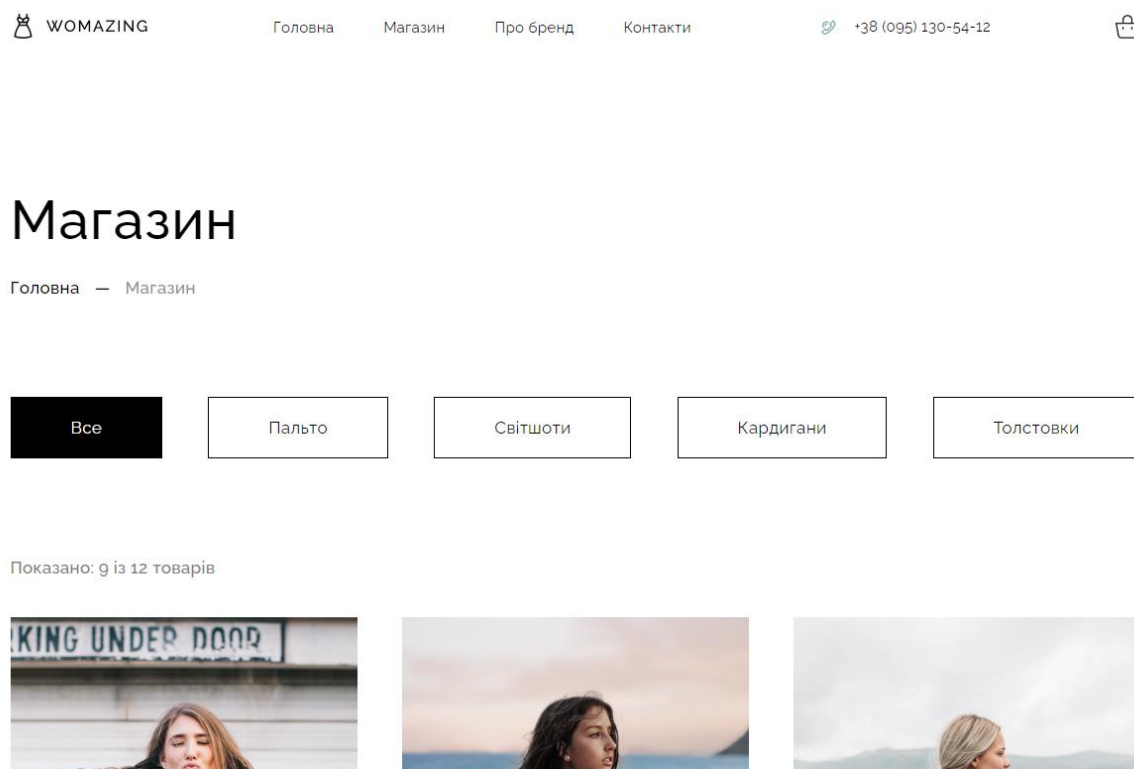 WOMAZING Головна Магазин Про бренд Контакти +38 (095) 130-54-12
Магазин
Головна — Магазин
Все Пальто Світшоти Кардигани Толстовки
Показано: 9 із 12 товарів
KING UNDER DOOR